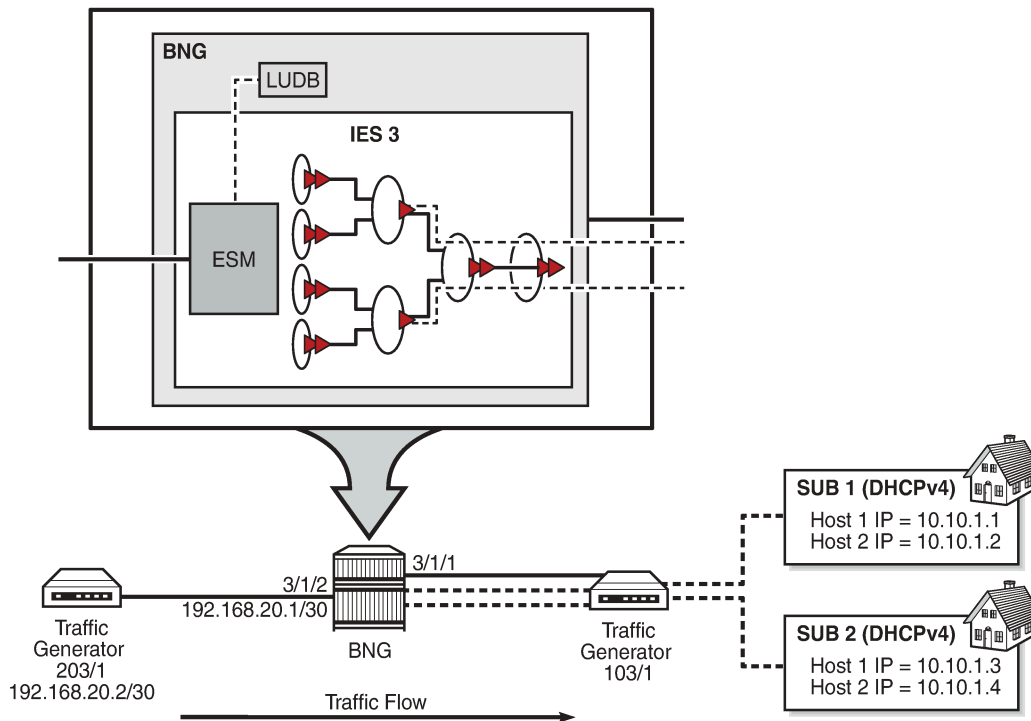 BNG
LUDB
IES 3
ESM
3/1/1
3/1/2
192.168.20.1/30
BNG
Traffic
Generator
203/1
192.168.20.2/30
Traffic
Generator
103/1
Traffic Flow
SUB 1 (DHCPv4)
Host 1 IP = 10.10.1.1
Host 2 IP = 10.10.1.2
SUB 2 (DHCPv4)
Host 1 IP = 10.10.1.3
Host 2 IP = 10.10.1.4